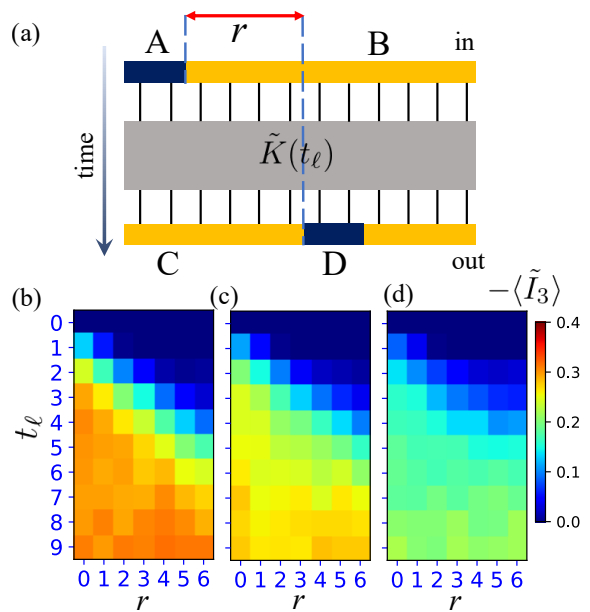 (a)
r
A B in
time
K̃(t_ℓ)
C D out
(b) (c) (d) −⟨Ĩ₃⟩
t_ℓ
0
1
2
3
4
5
6
7
8
9
0.4
0.3
0.2
0.1
0.0
0 1 2 3 4 5 6 0 1 2 3 4 5 6 0 1 2 3 4 5 6
r r r